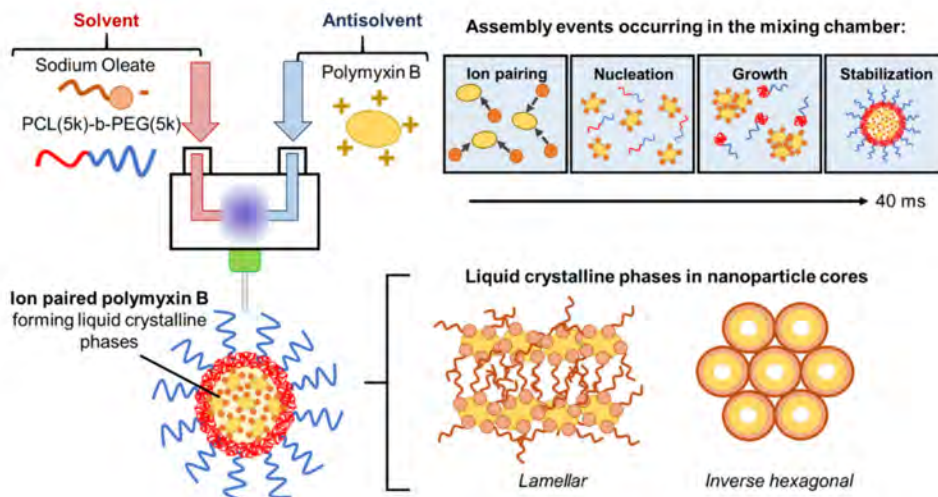 Solvent
Sodium Oleate
PCL(5k)-b-PEG(5k)
Antisolvent
Polymyxin B
Assembly events occurring in the mixing chamber:
Ion pairing
Nucleation
Growth
Stabilization
40 ms
Ion paired polymyxin B
forming liquid crystalline
phases
Liquid crystalline phases in nanoparticle cores
Lamellar
Inverse hexagonal